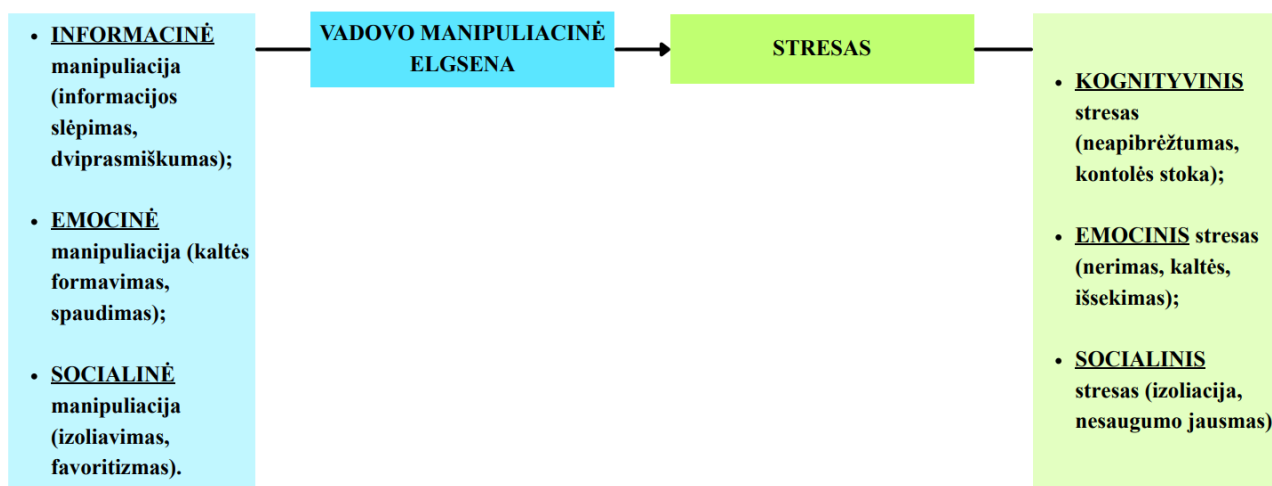 • INFORMACINĖ
manipuliacija
(informacijos
slėpimas,
dviprasmiškumas);
• EMOCINĖ
manipuliacija (kaltės
formavimas,
spaudimas);
• SOCIALINĖ
manipuliacija
(izoliavimas,
favoritizmas).
VADOVO MANIPULIACINĖ
ELGSENA
STRESAS
• KOGNITYVINIS
stresas
(neapibrėžtumas,
kontolės stoka);
• EMOCINIS stresas
(nerimas, kaltės,
išsekimas);
• SOCIALINIS
stresas (izoliacija,
nesaugumo jausmas)